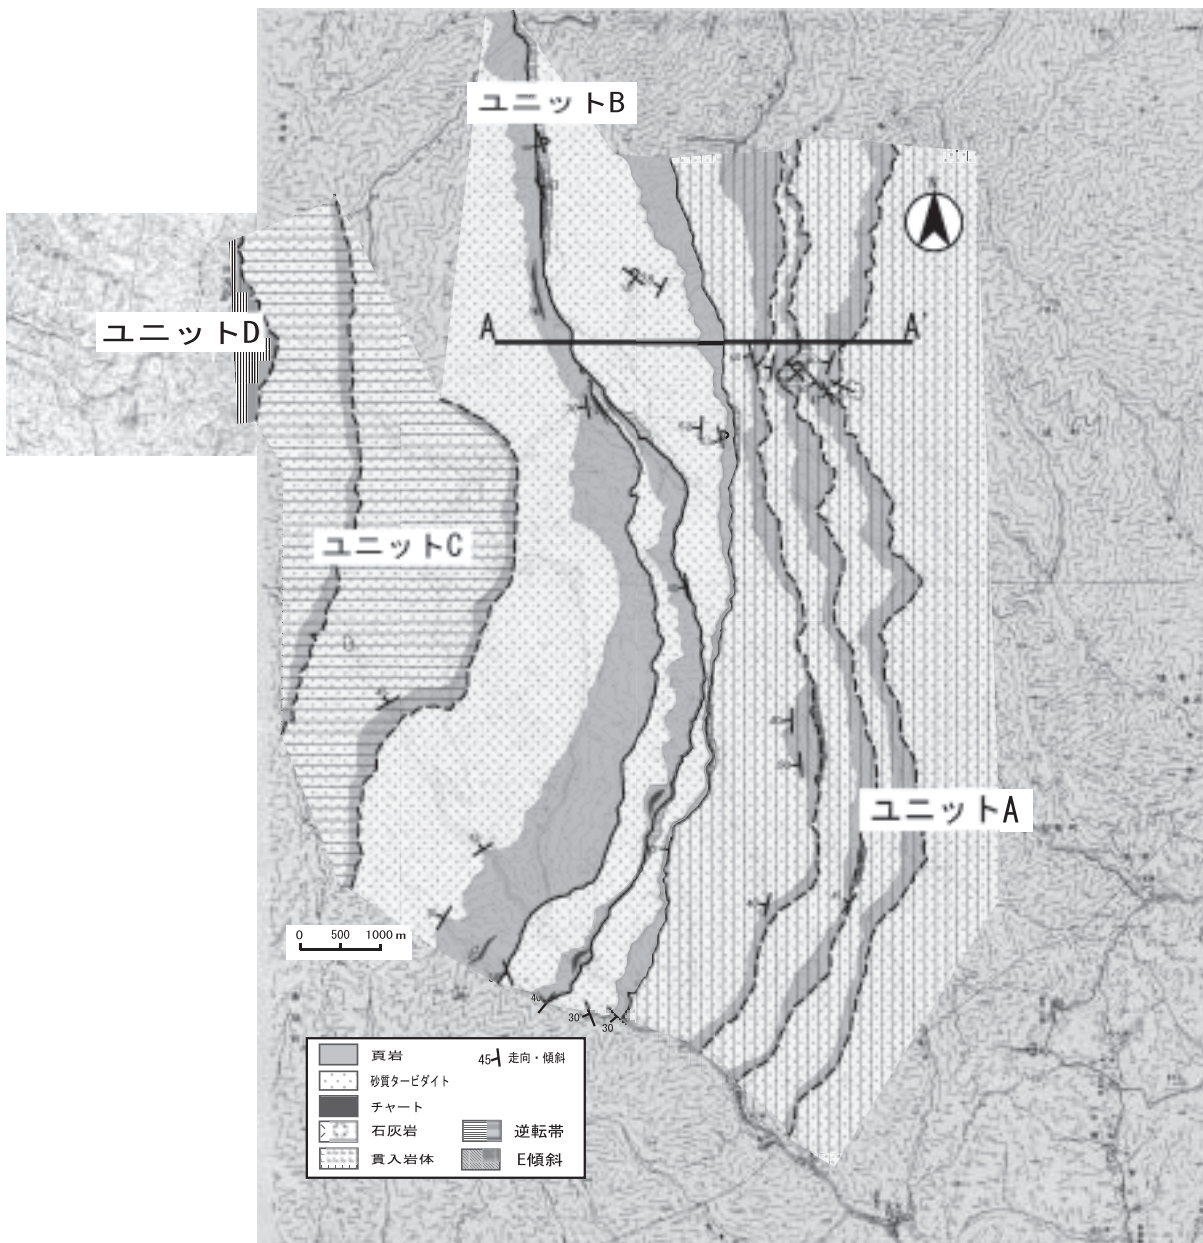 ユニットB
ユニットD
A
A'
ユニットC
ユニットA
0 500 1000 m
40
30
30
頁岩
45 走向・傾斜
砂質タービダイト
チャート
石灰岩
逆転帯
貫入岩体
E傾斜